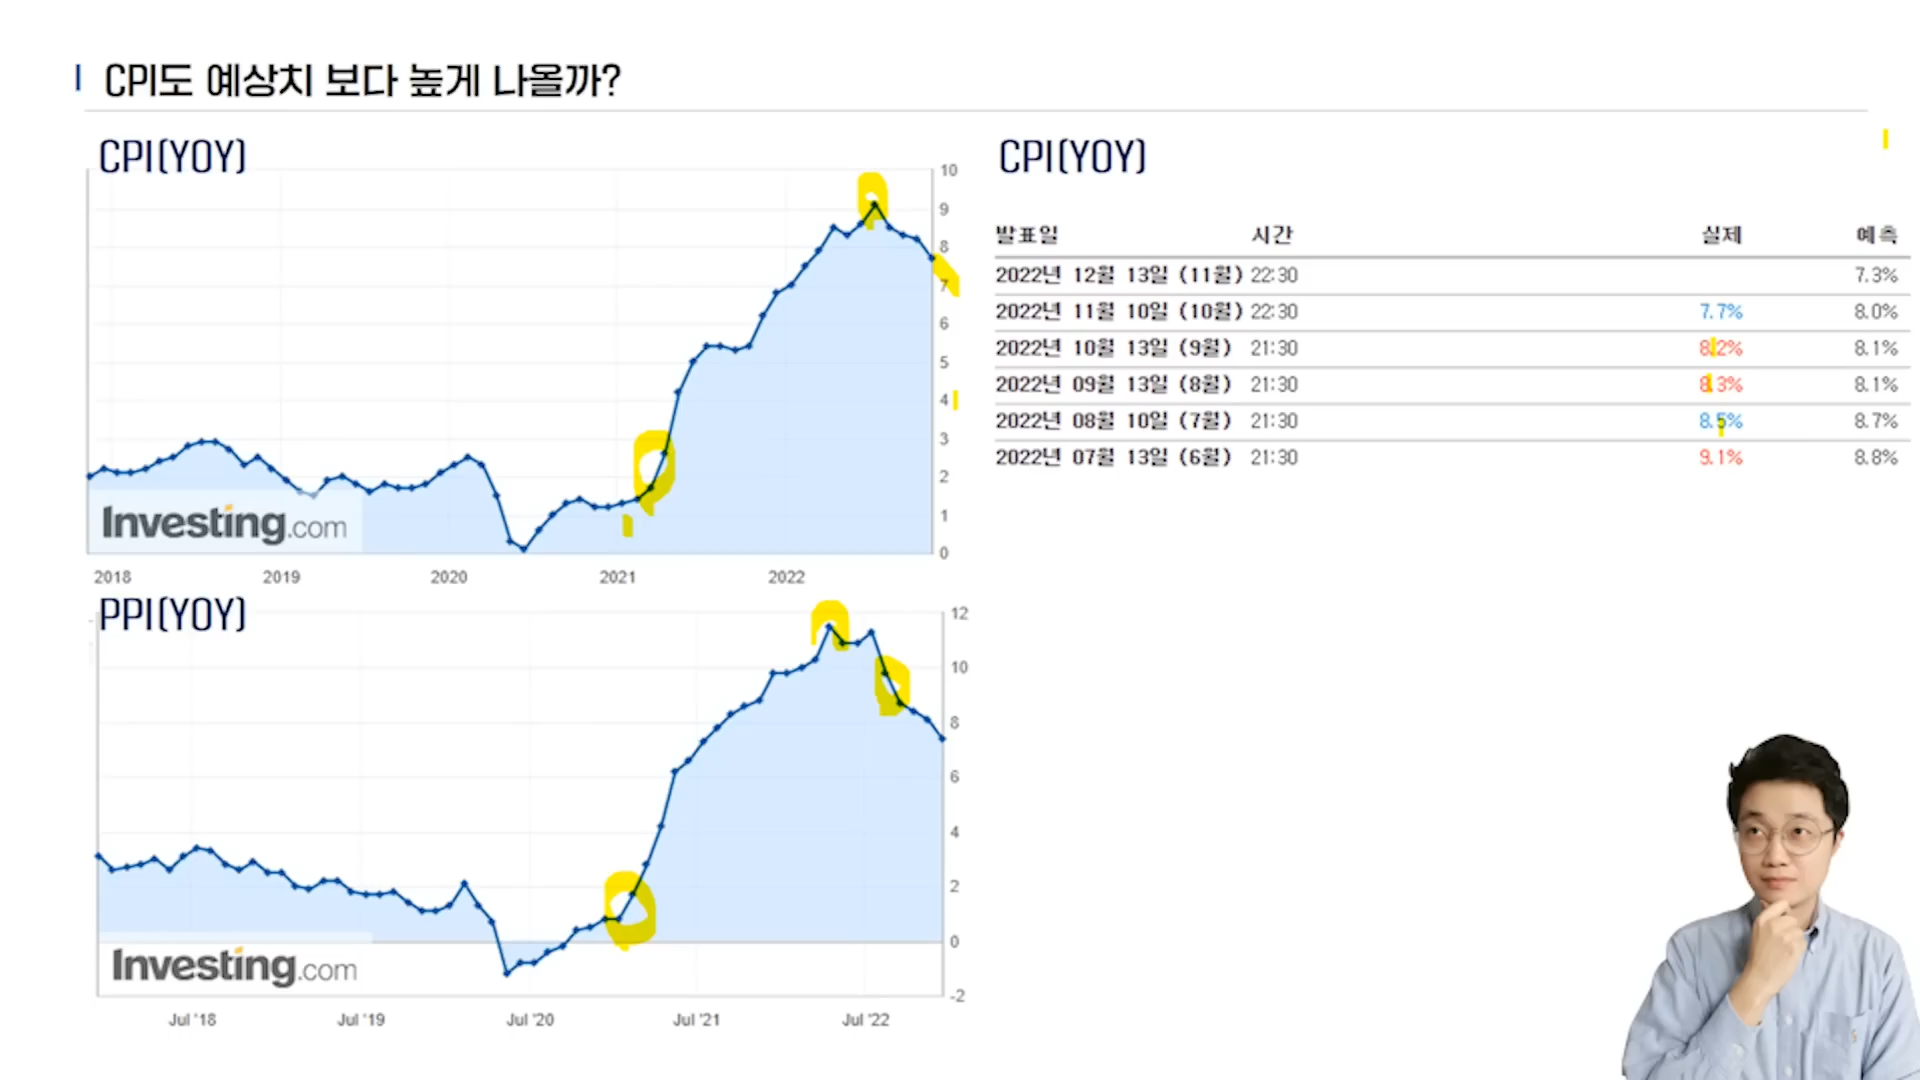 CPI도 예상치 보다 높게 나올까?
CPI(YOY)
10
9
8
7
6
5
4
3
2
1
0
Investing.com
2018 2019 2020 2021 2022
PPI(YOY)
12
10
8
6
4
2
0
-2
Investing.com
Jul '18 Jul '19 Jul '20 Jul '21 Jul '22
CPI(YOY)
발표일 시간 실제 예측
2022년 12월 13일 (11월) 22:30 7.3%
2022년 11월 10일 (10월) 22:30 7.7% 8.0%
2022년 10월 13일 (9월) 21:30 8.2% 8.1%
2022년 09월 13일 (8월) 21:30 8.3% 8.1%
2022년 08월 10일 (7월) 21:30 8.5% 8.7%
2022년 07월 13일 (6월) 21:30 9.1% 8.8%